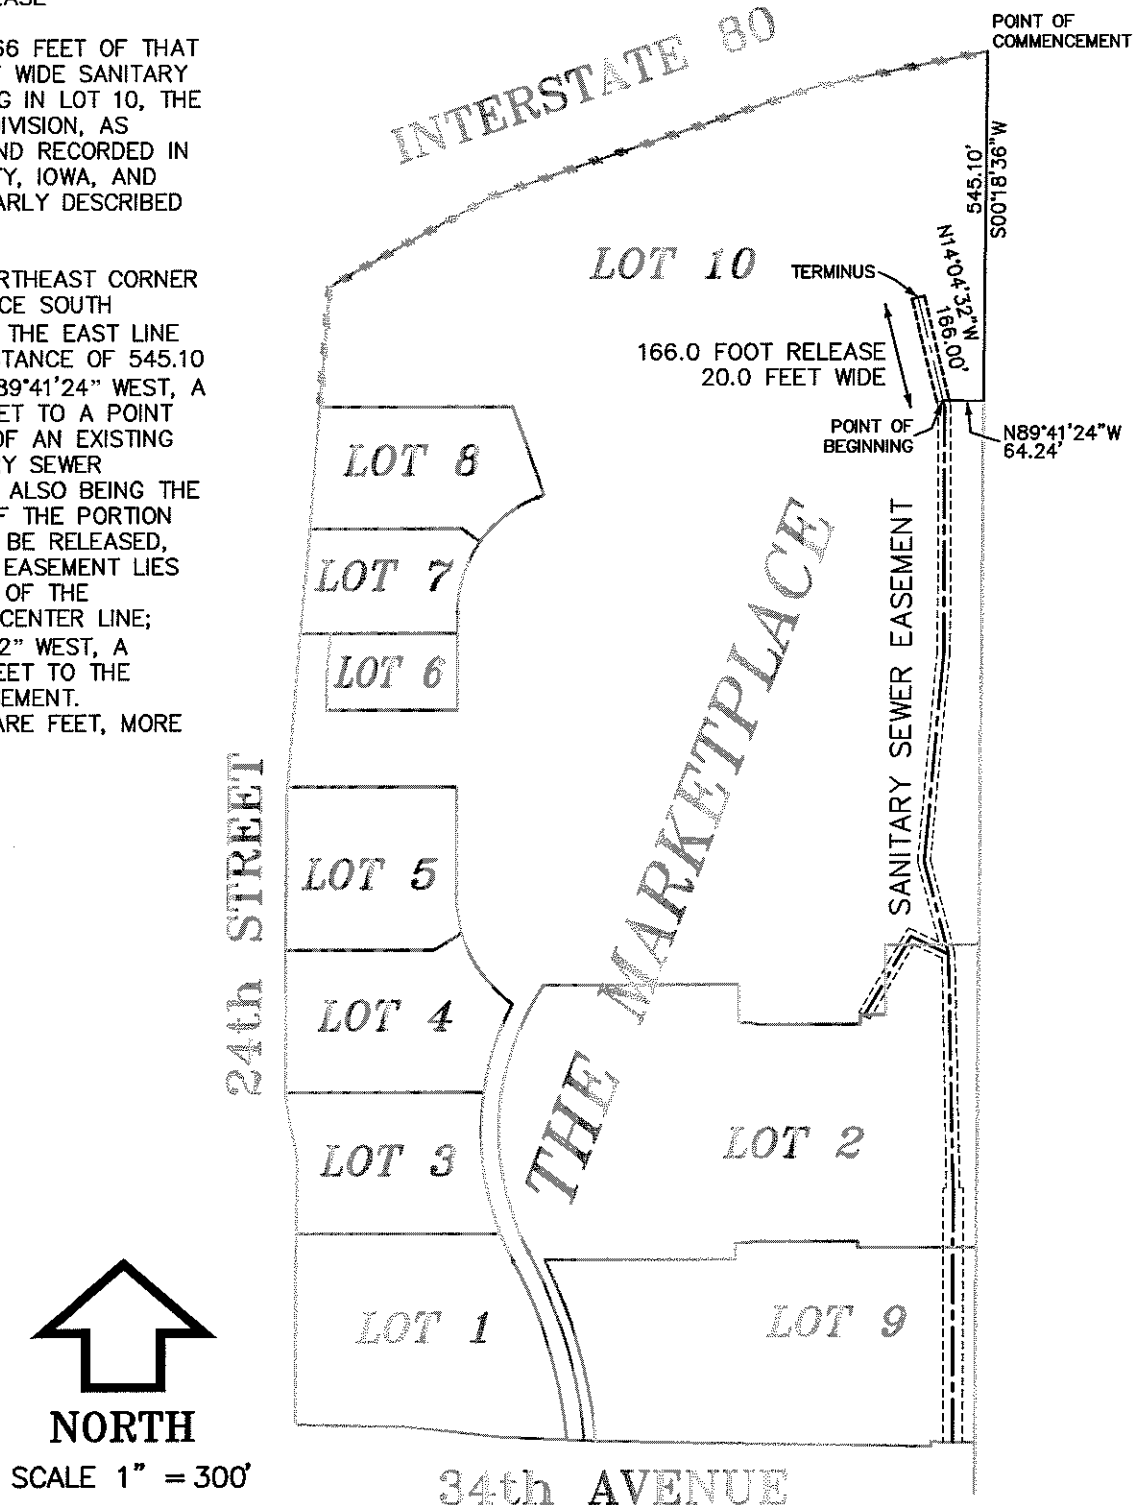 EASE
66 FEET OF THAT
WIDE SANITARY
G IN LOT 10, THE
DIVISION, AS
ND RECORDED IN
TY, IOWA, AND
ARLY DESCRIBED
RTHEAST CORNER
CE SOUTH
THE EAST LINE
STANCE OF 545.10
89°41'24" WEST, A
ET TO A POINT
OF AN EXISTING
RY SEWER
ALSO BEING THE
F THE PORTION
BE RELEASED,
EASEMENT LIES
OF THE
CENTER LINE;
2" WEST, A
EET TO THE
EMENT.
ARE FEET, MORE
INTERSTATE 80
POINT OF
COMMENCEMENT
545.10'
S00°18'36"W
LOT 10
TERMINUS
N14°04'32"W
166.00'
166.0 FOOT RELEASE
20.0 FEET WIDE
POINT OF
BEGINNING
N89°41'24"W
64.24'
LOT 8
LOT 7
LOT 6
THE MARKETPLACE
SANITARY SEWER EASEMENT
24th STREET
LOT 5
LOT 4
LOT 3
LOT 2
LOT 1
LOT 9
NORTH
SCALE 1" = 300'
34th AVENUE